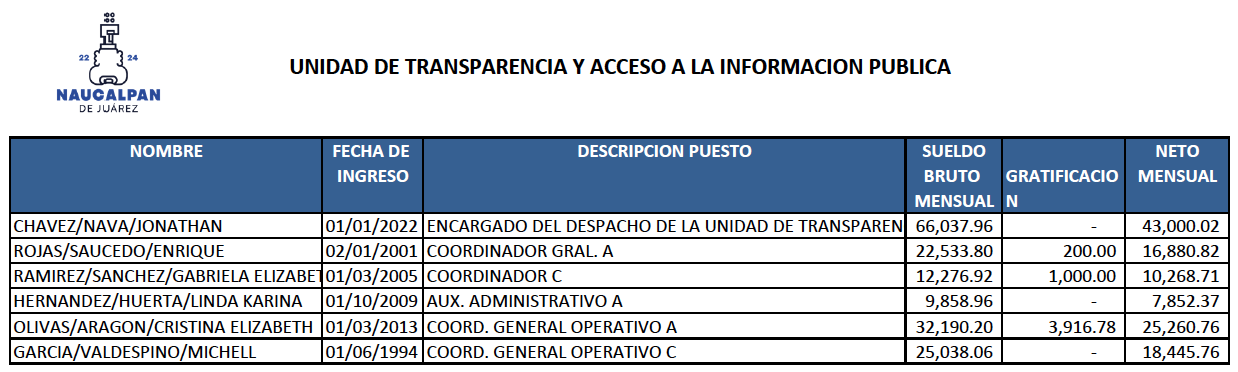 22 24
NAUCALPAN
DE JUÁREZ
UNIDAD DE TRANSPARENCIA Y ACCESO A LA INFORMACION PUBLICA
NOMBRE FECHA DE INGRESO DESCRIPCION PUESTO SUELDO BRUTO MENSUAL GRATIFICACION NETO MENSUAL
CHAVEZ/NAVA/JONATHAN 01/01/2022 ENCARGADO DEL DESPACHO DE LA UNIDAD DE TRANSPAREN 66,037.96 - 43,000.02
ROJAS/SAUCEDO/ENRIQUE 02/01/2001 COORDINADOR GRAL. A 22,533.80 200.00 16,880.82
RAMIREZ/SANCHEZ/GABRIELA ELIZABET 01/03/2005 COORDINADOR C 12,276.92 1,000.00 10,268.71
HERNANDEZ/HUERTA/LINDA KARINA 01/10/2009 AUX. ADMINISTRATIVO A 9,858.96 - 7,852.37
OLIVAS/ARAGON/CRISTINA ELIZABETH 01/03/2013 COORD. GENERAL OPERATIVO A 32,190.20 3,916.78 25,260.76
GARCIA/VALDESPINO/MICHELL 01/06/1994 COORD. GENERAL OPERATIVO C 25,038.06 - 18,445.76